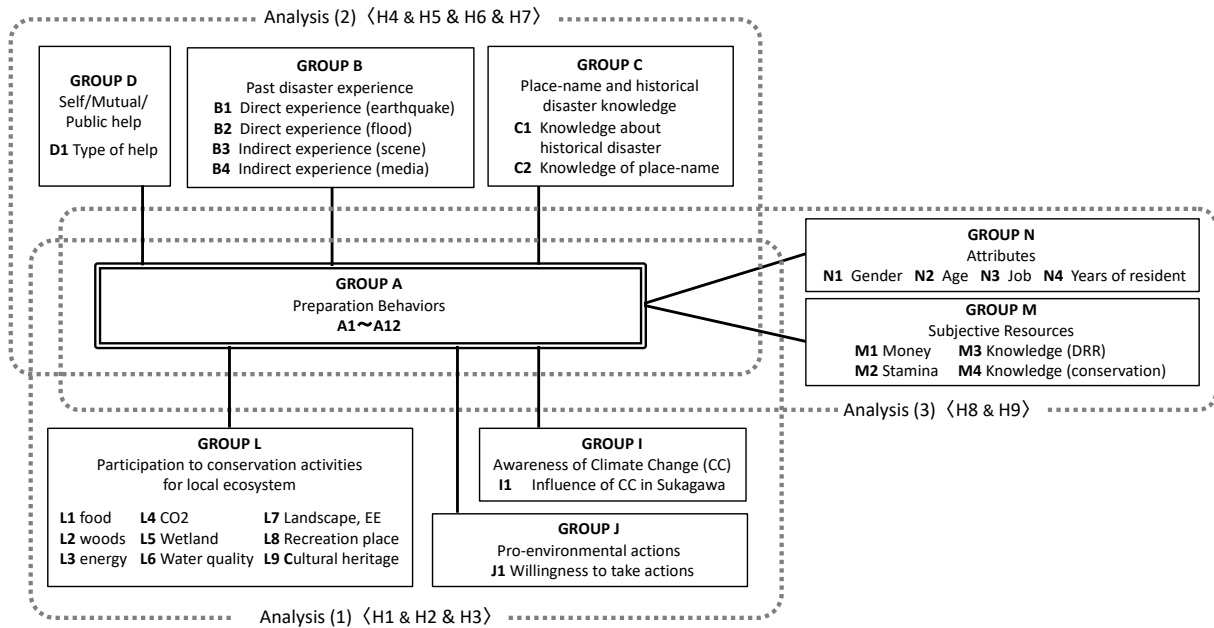 Analysis (2)〈H4 & H5 & H6 & H7〉
GROUP D
Self/Mutual/
Public help
D1 Type of help
GROUP B
Past disaster experience
B1 Direct experience (earthquake)
B2 Direct experience (flood)
B3 Indirect experience (scene)
B4 Indirect experience (media)
GROUP C
Place-name and historical
disaster knowledge
C1 Knowledge about
historical disaster
C2 Knowledge of place-name
GROUP A
Preparation Behaviors
A1～A12
GROUP N
Attributes
N1 Gender N2 Age N3 Job N4 Years of resident
GROUP M
Subjective Resources
M1 Money M3 Knowledge (DRR)
M2 Stamina M4 Knowledge (conservation)
Analysis (3)〈H8 & H9〉
GROUP L
Participation to conservation activities
for local ecosystem
L1 food L4 CO2 L7 Landscape, EE
L2 woods L5 Wetland L8 Recreation place
L3 energy L6 Water quality L9 Cultural heritage
GROUP I
Awareness of Climate Change (CC)
I1 Influence of CC in Sukagawa
GROUP J
Pro-environmental actions
J1 Willingness to take actions
Analysis (1)〈H1 & H2 & H3〉